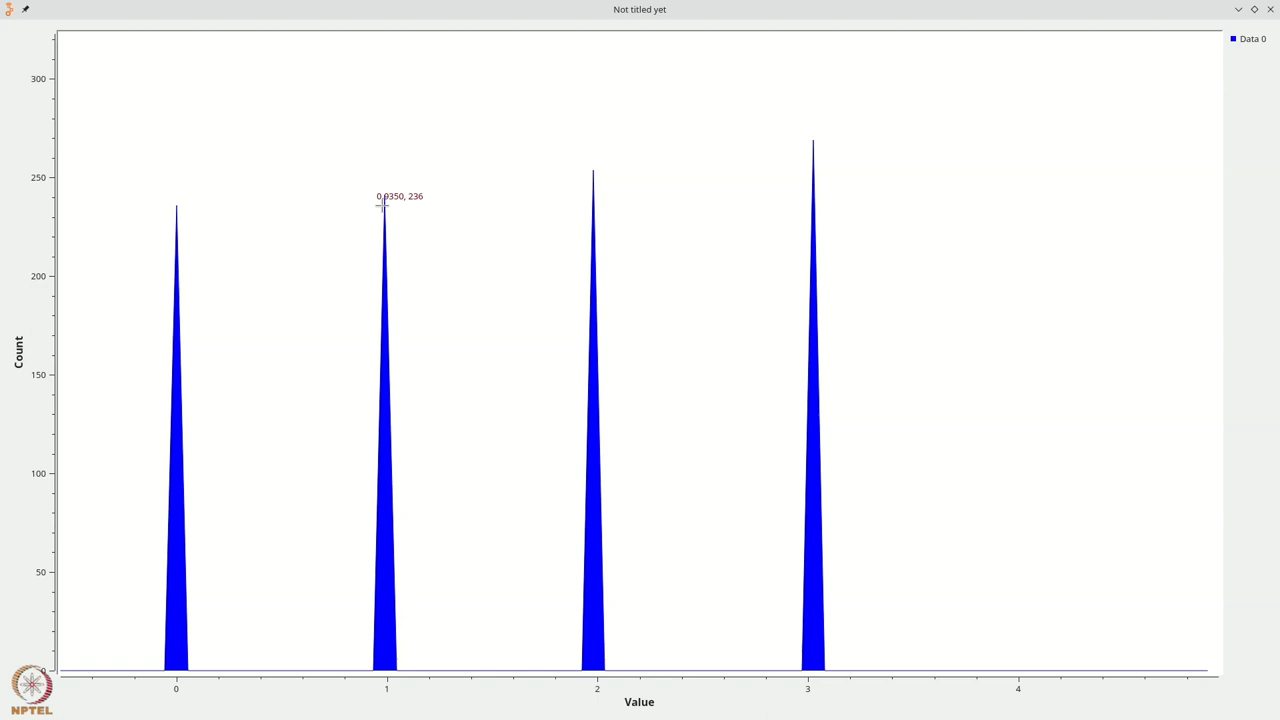 Not titled yet
Data 0
300
250
200
150
100
50
0
Count
0.9350, 236
0 1 2 3 4
Value
NPTEL